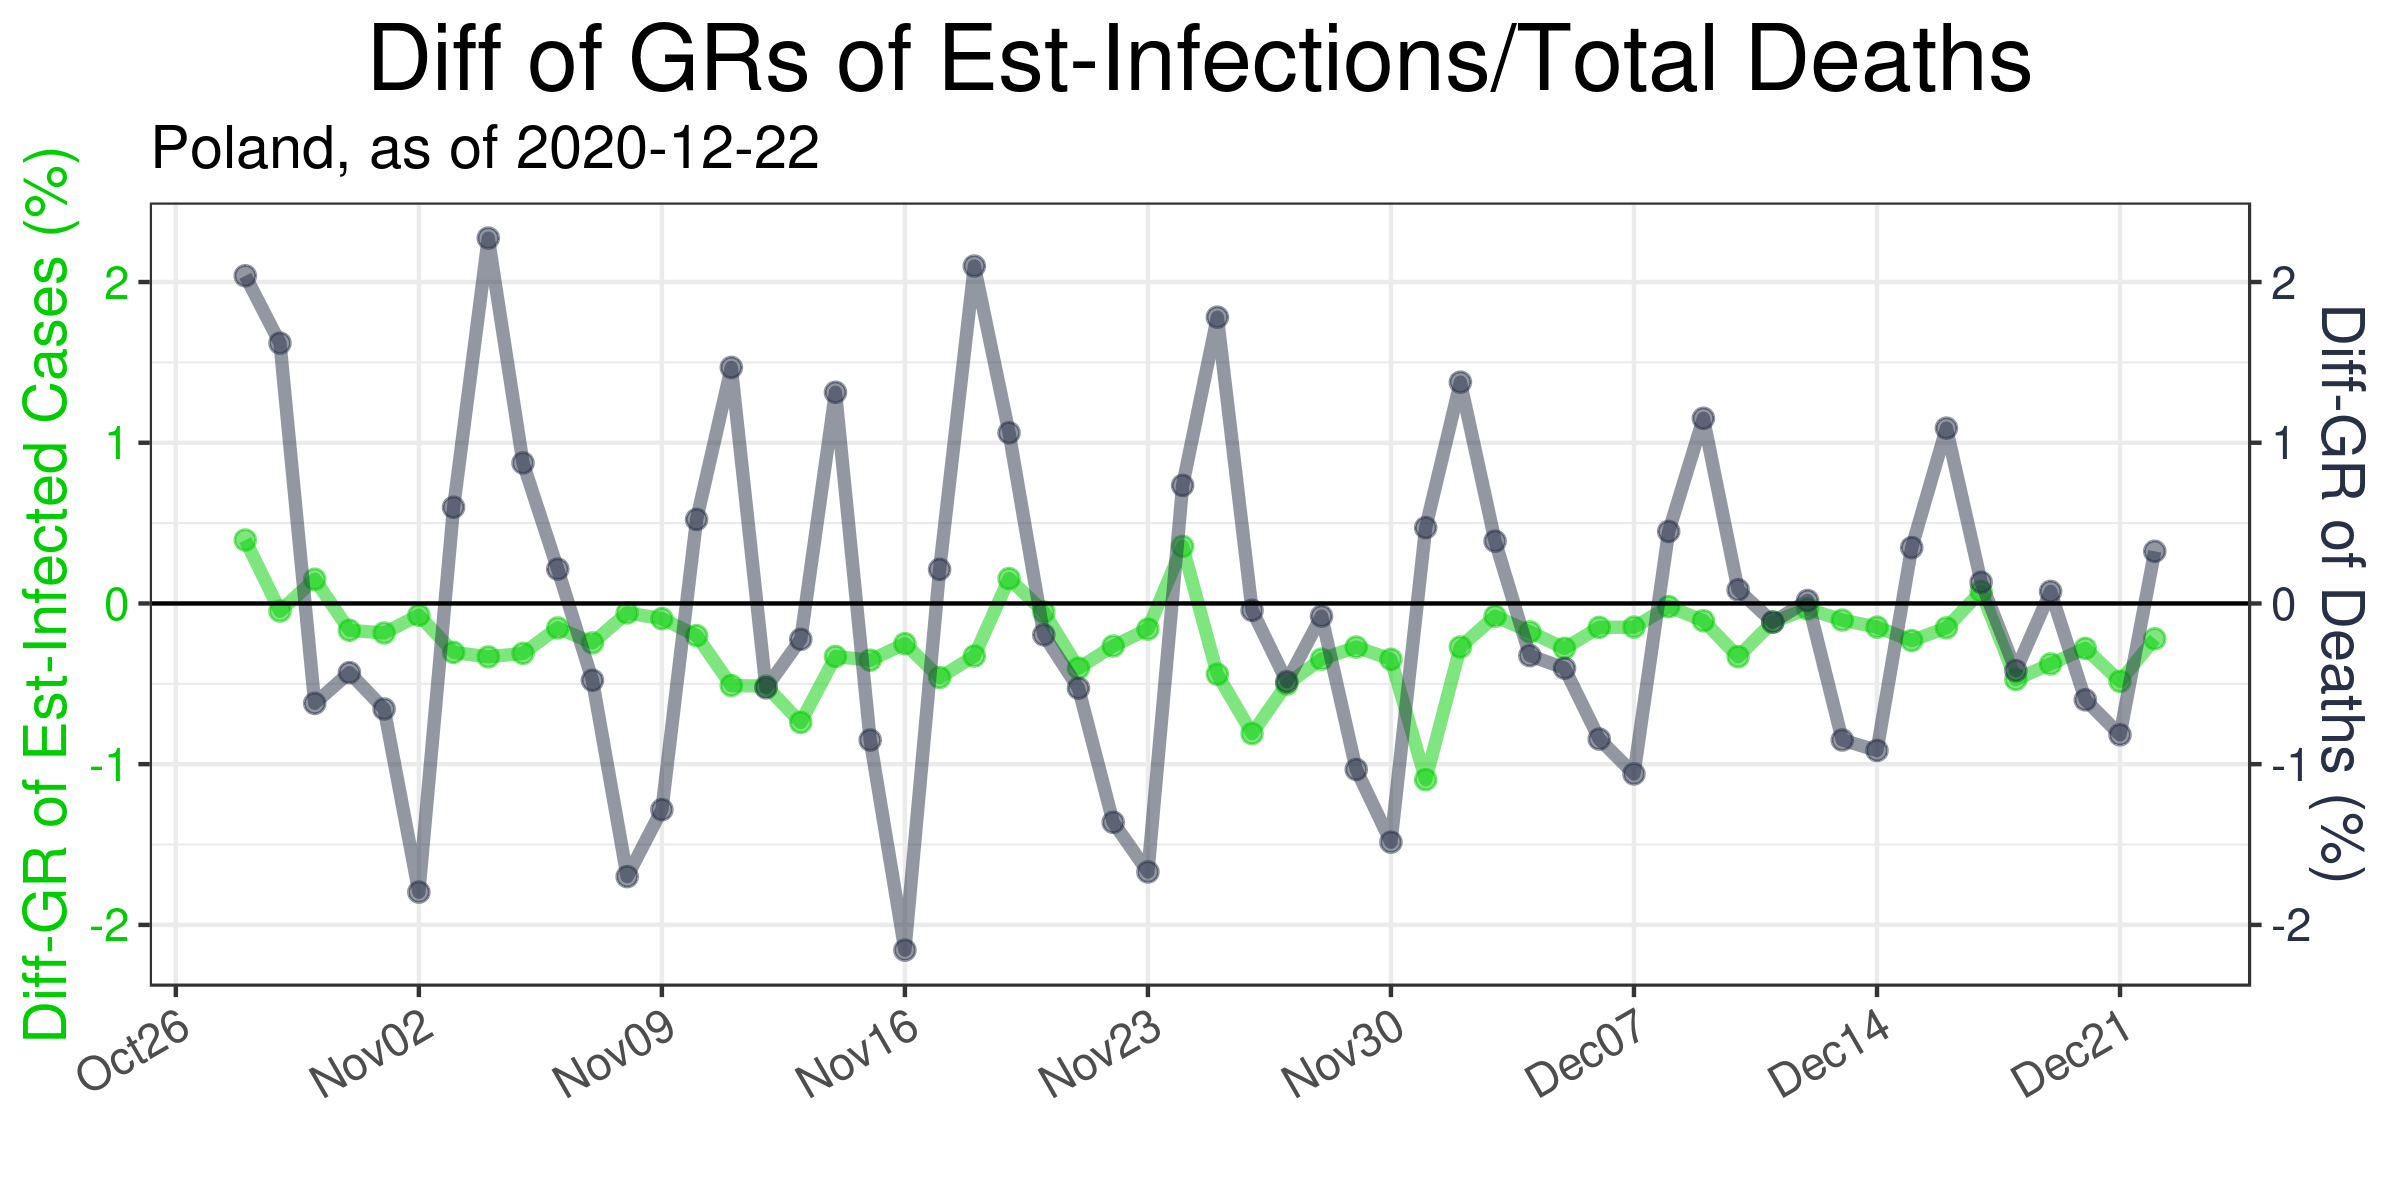 Diff of GRs of Est-Infections/Total Deaths
Poland, as of 2020-12-22
Diff-GR of Est-Infected Cases (%)
2
1
0
-1
-2
2
1
0
-1
-2
Diff-GR of Deaths (%)
Oct26
Nov02
Nov09
Nov16
Nov23
Nov30
Dec07
Dec14
Dec21